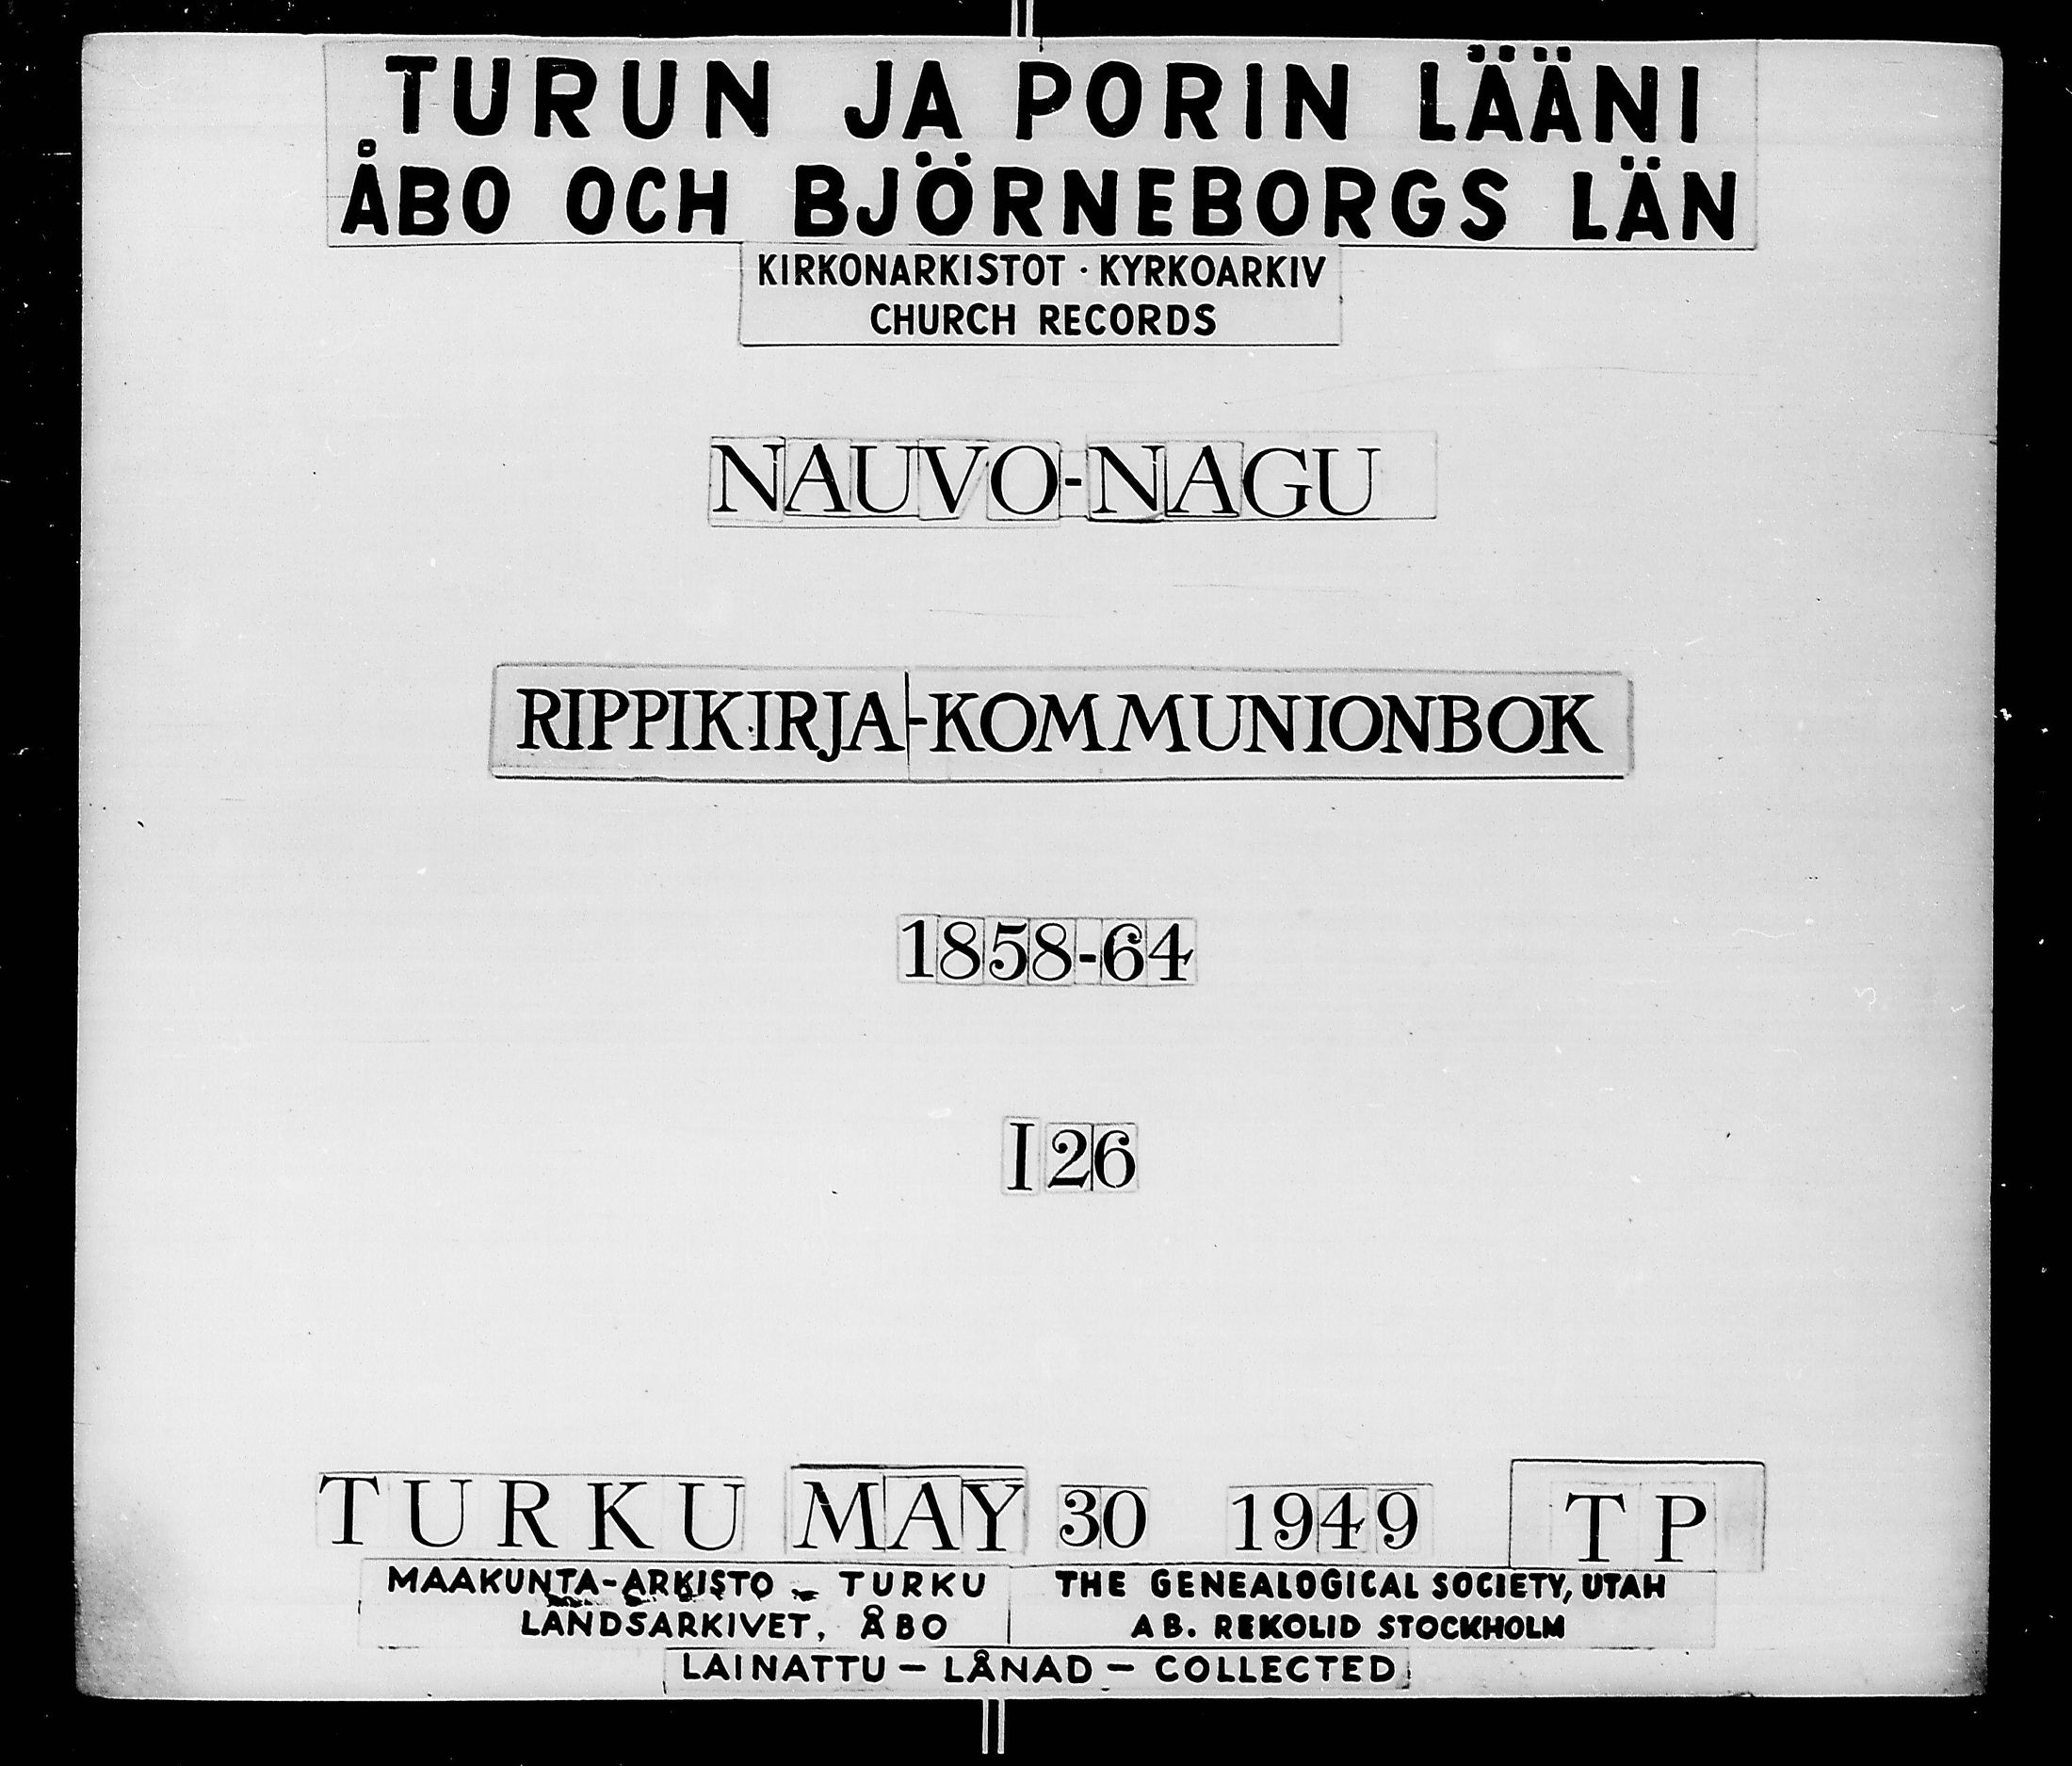 TURUN JA PORIN LÄÄNI
ÅBO OCH BJÖRNEBORGS LÄN
KIRKONARKISTOT · KYRKOARKIV
CHURCH RECORDS
NAUVO-NAGU
RIPPIKIRJA-KOMMUNIONBOK
1858-64
I 26
TURKU MAY 30 1949 TP
MAAKUNTA-ARKISTO - TURKU
LANDSARKIVET, ÅBO
THE GENEALOGICAL SOCIETY, UTAH
AB. REKOLID STOCKHOLM
LAINATTU - LÅNAD - COLLECTED